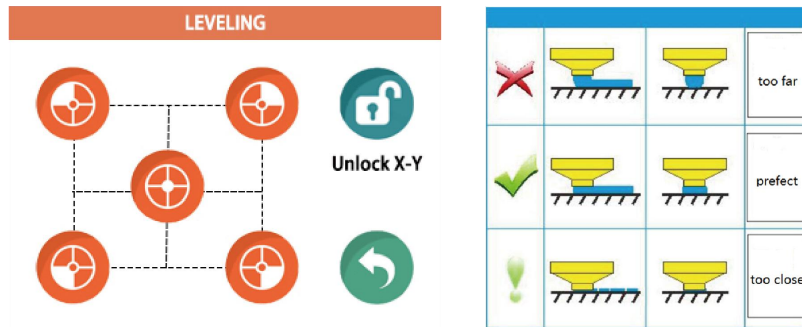 LEVELING
Unlock X-Y
too far
prefect
too close